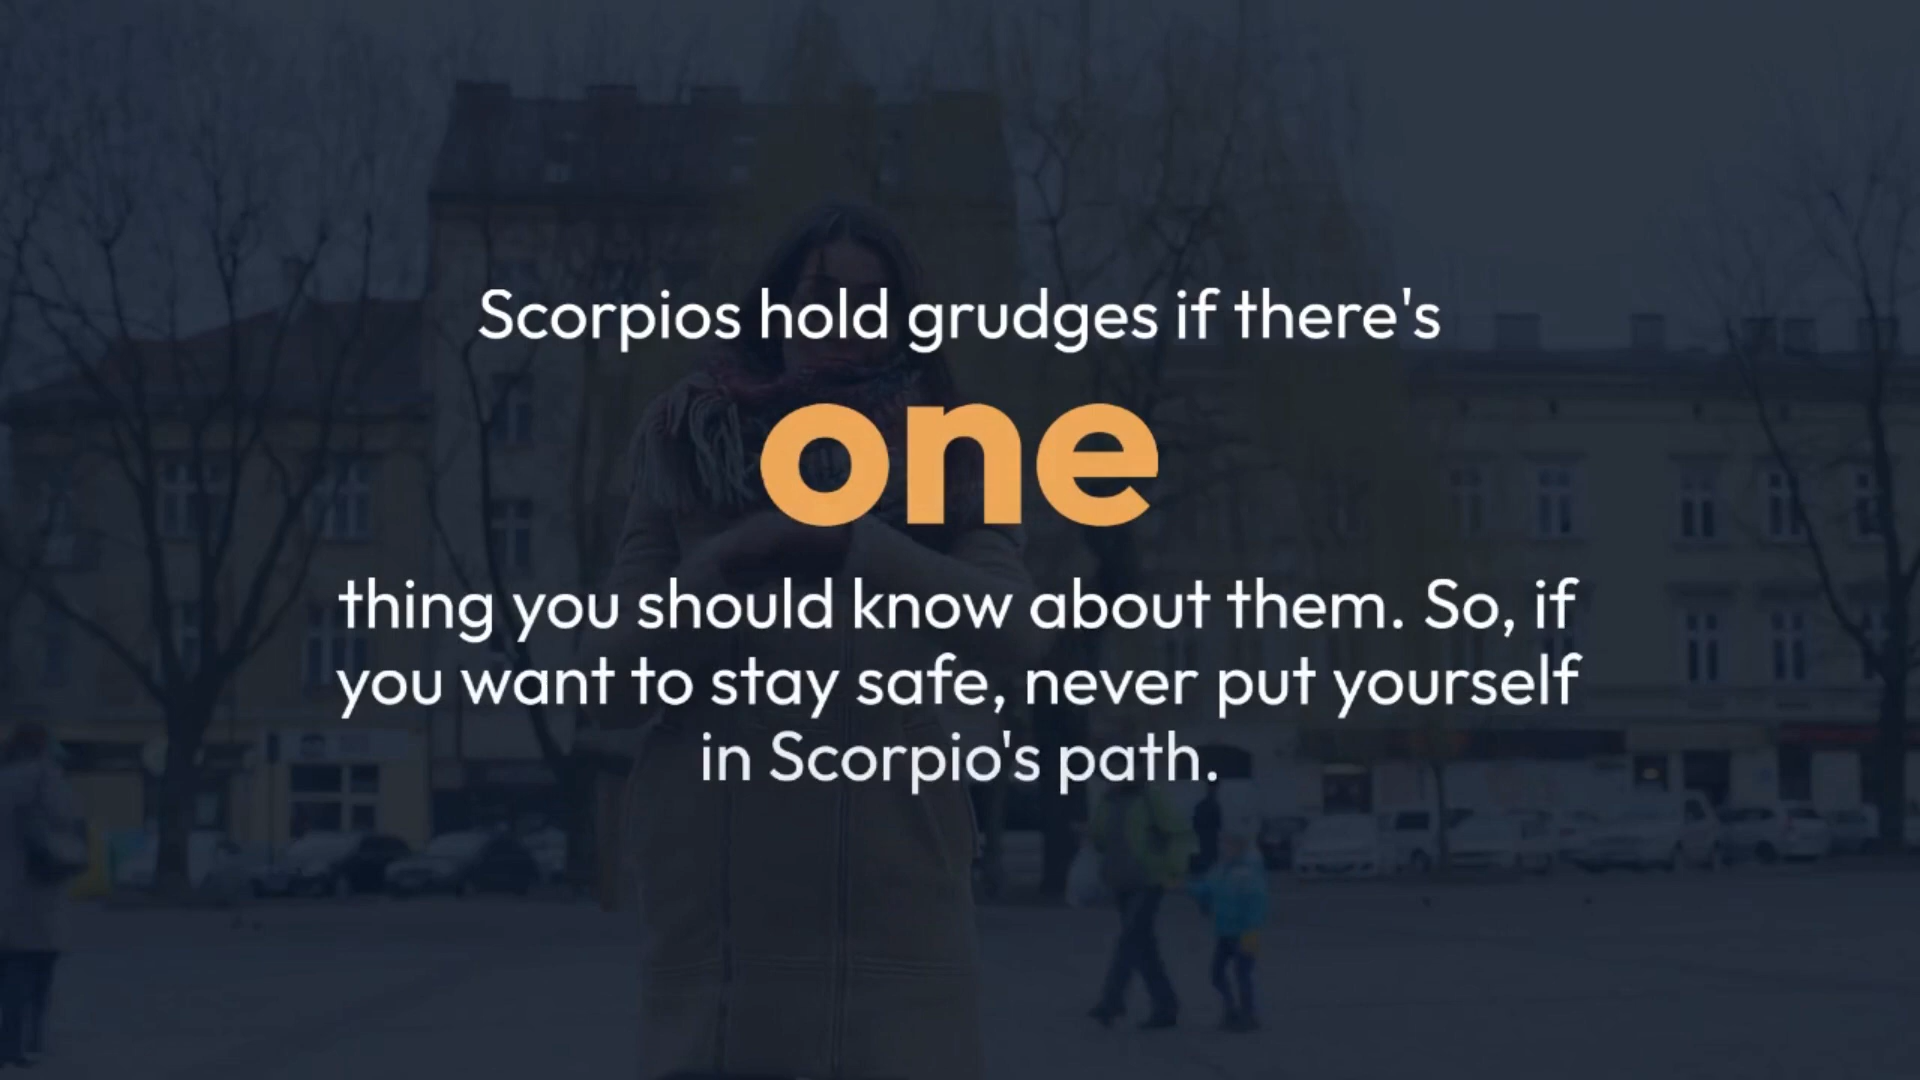 Scorpios hold grudges if there's
one
thing you should know about them. So, if
you want to stay safe, never put yourself
in Scorpio's path.